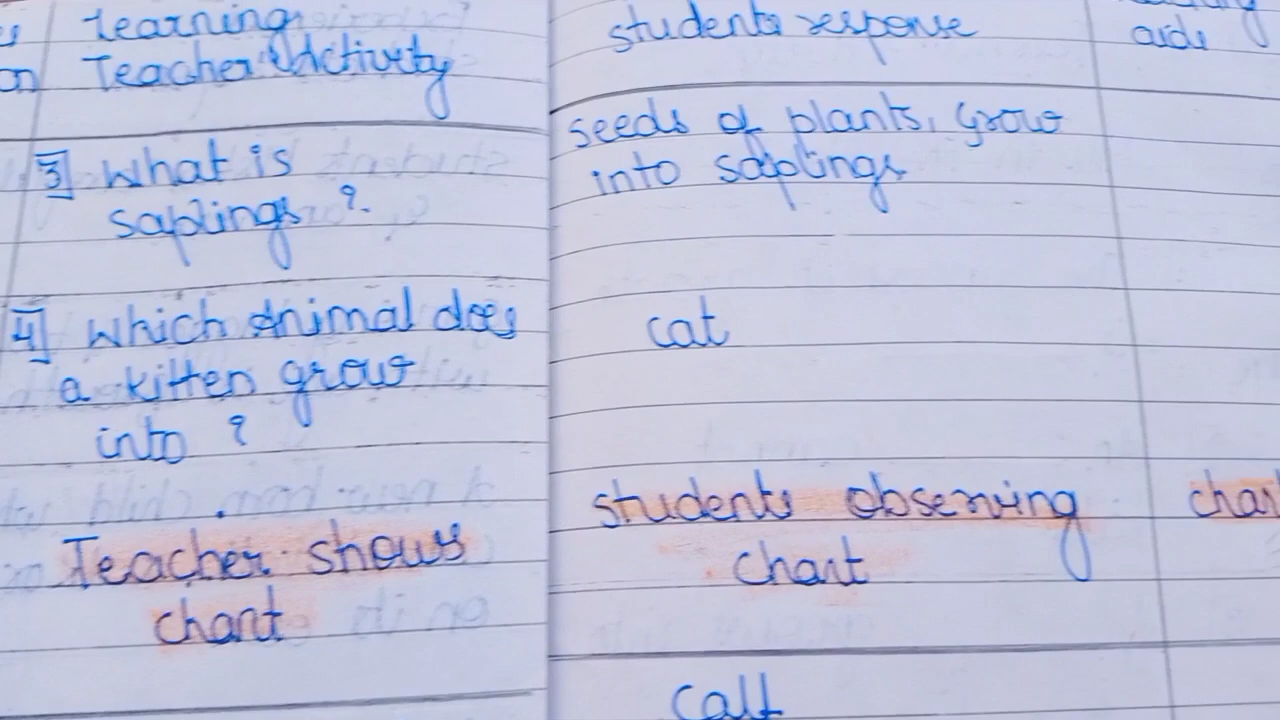 learning
Teacher Activity
students response
aids
3] What is
saplings ?
seeds of plants, grow
into saplings
4] Which animal does
a kitten grow
into ?
cat
Teacher shows
chart
students observing
chart
calf